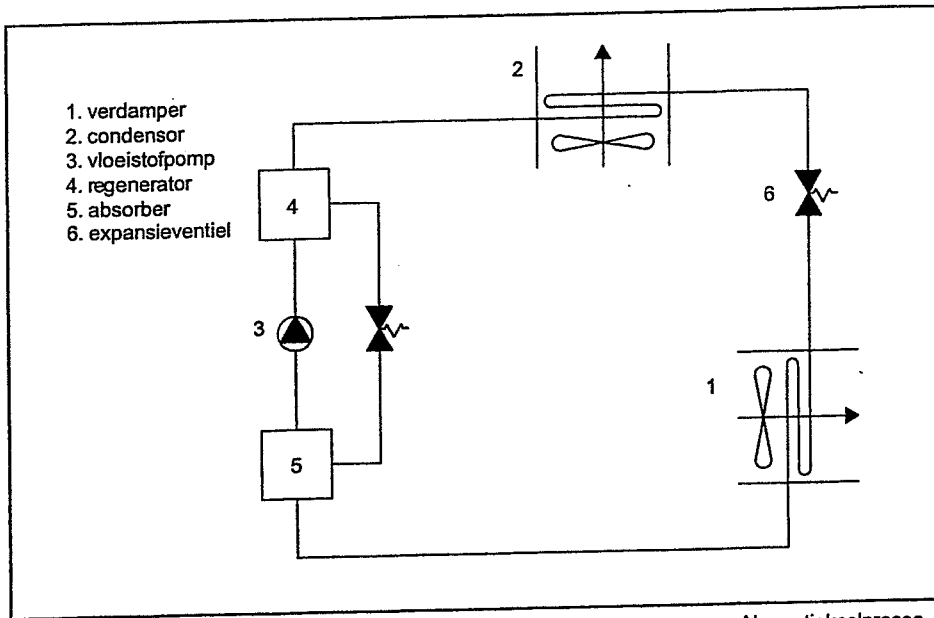 1. verdamper
2. condensor
3. vloeistofpomp
4. regenerator
5. absorber
6. expansieventiel
2
4
6
3
1
5